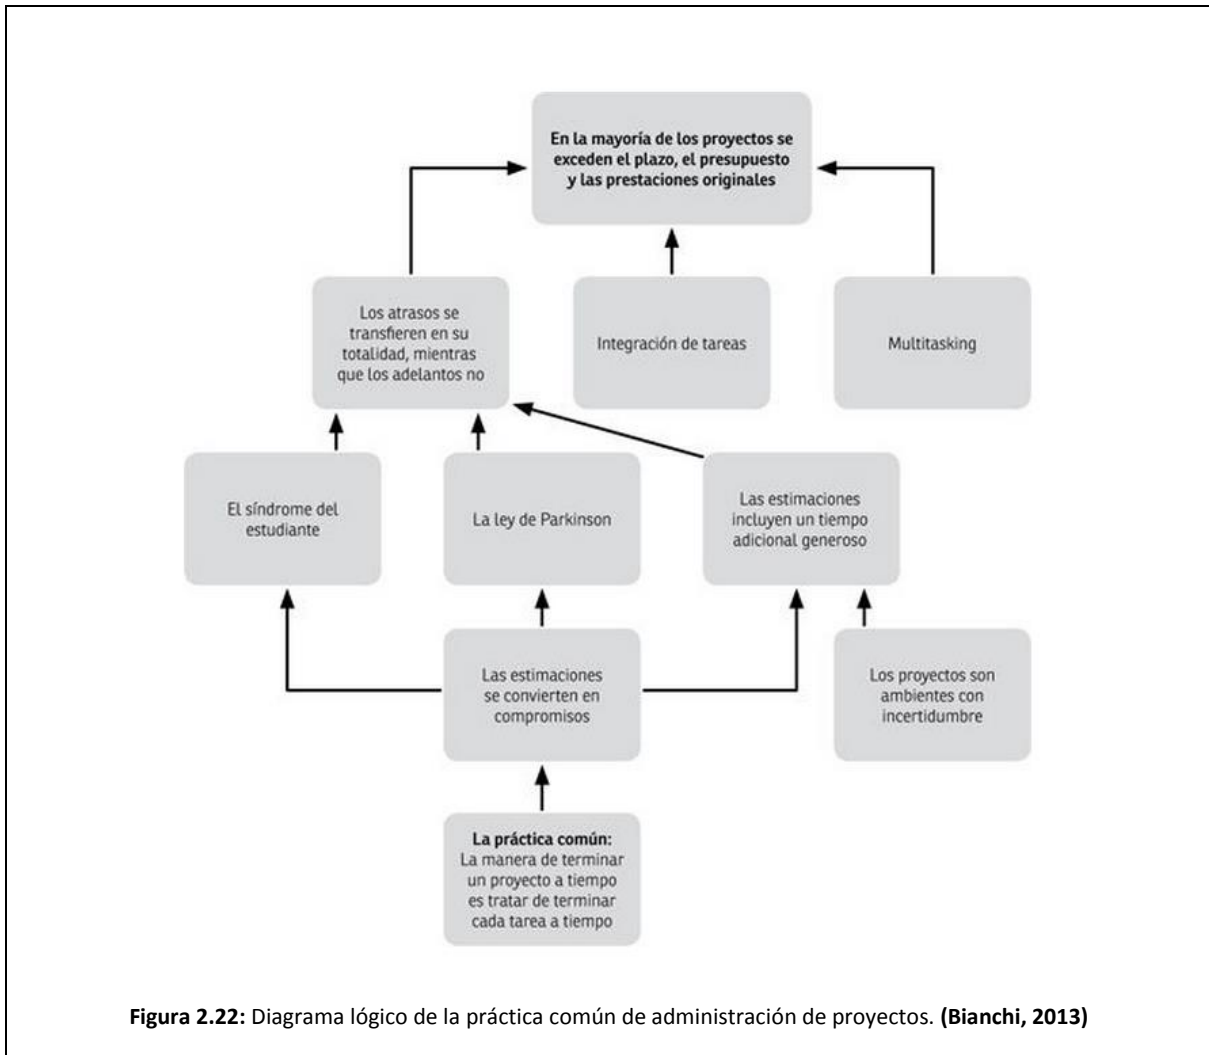 En la mayoría de los proyectos se
exceden el plazo, el presupuesto
y las prestaciones originales
Los atrasos se
transfieren en su
totalidad, mientras
que los adelantos no
Integración de tareas
Multitasking
El síndrome del
estudiante
La ley de Parkinson
Las estimaciones
incluyen un tiempo
adicional generoso
Las estimaciones
se convierten en
compromisos
Los proyectos son
ambientes con
incertidumbre
La práctica común:
La manera de terminar
un proyecto a tiempo
es tratar de terminar
cada tarea a tiempo
Figura 2.22: Diagrama lógico de la práctica común de administración de proyectos. (Bianchi, 2013)